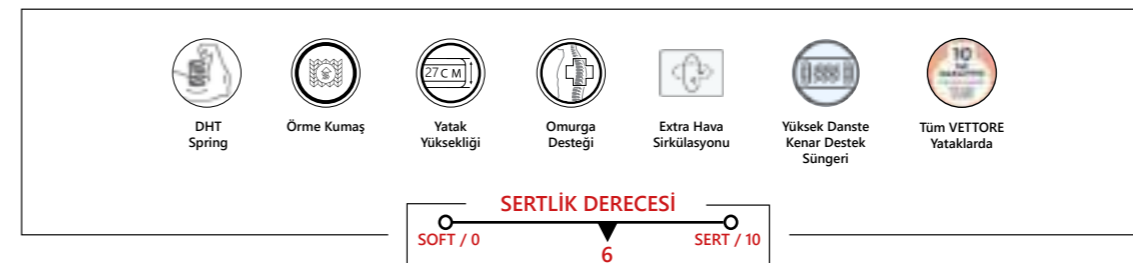 27 C M
10
DHT
Spring
Örme Kumaş
Yatak
Yüksekliği
Omurga
Desteği
Extra Hava
Sirkülasyonu
Yüksek Danste
Kenar Destek
Süngeri
Tüm VETTORE
Yataklarda
SERTLİK DERECESİ
SOFT / 0
SERT / 10
6